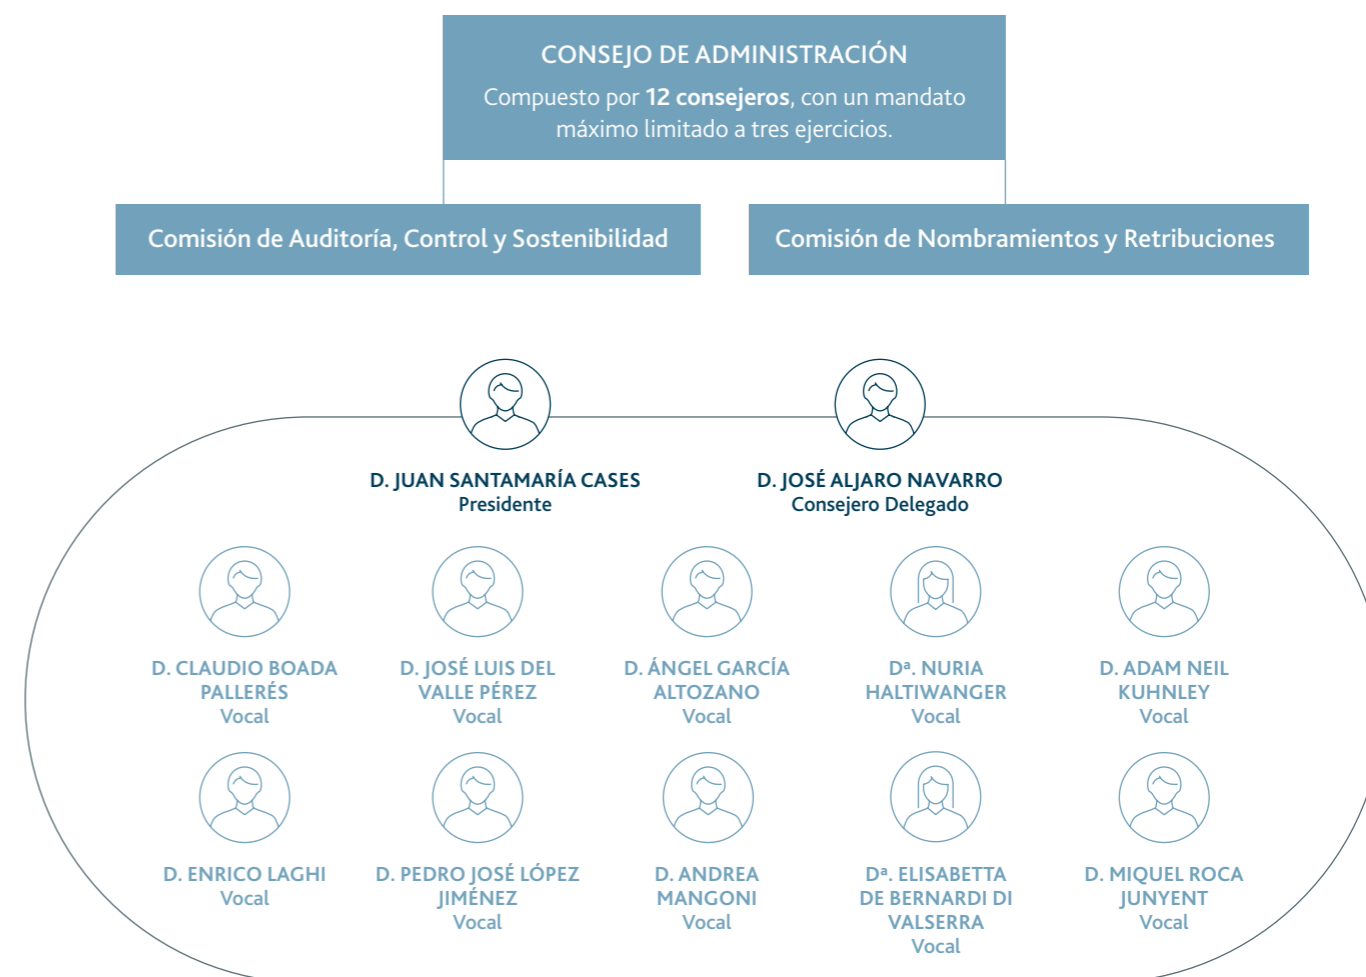 CONSEJO DE ADMINISTRACIÓN
Compuesto por 12 consejeros, con un mandato
máximo limitado a tres ejercicios.
Comisión de Auditoría, Control y Sostenibilidad
Comisión de Nombramientos y Retribuciones
D. JUAN SANTAMARÍA CASES
Presidente
D. JOSÉ ALJARO NAVARRO
Consejero Delegado
D. CLAUDIO BOADA
PALLERÉS
Vocal
D. JOSÉ LUIS DEL
VALLE PÉREZ
Vocal
D. ÁNGEL GARCÍA
ALTOZANO
Vocal
Dª. NURIA
HALTIWANGER
Vocal
D. ADAM NEIL
KUHNLEY
Vocal
D. ENRICO LAGHI
Vocal
D. PEDRO JOSÉ LÓPEZ
JIMÉNEZ
Vocal
D. ANDREA
MANGONI
Vocal
Dª. ELISABETTA
DE BERNARDI DI
VALSERRA
Vocal
D. MIQUEL ROCA
JUNYENT
Vocal